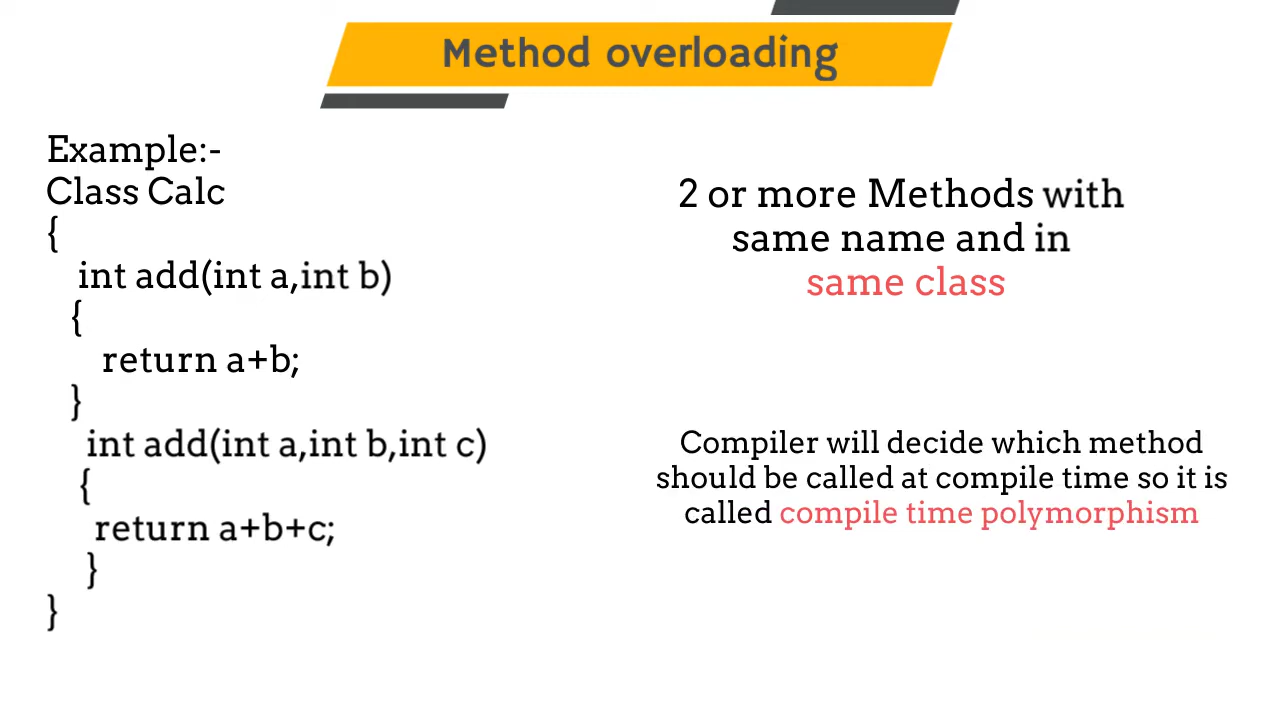 Method overloading
Example:-
Class Calc
{
int add(int a,int b)
{
return a+b;
}
int add(int a,int b,int c)
{
return a+b+c;
}
}
2 or more Methods with
same name and in
same class
Compiler will decide which method
should be called at compile time so it is
called compile time polymorphism